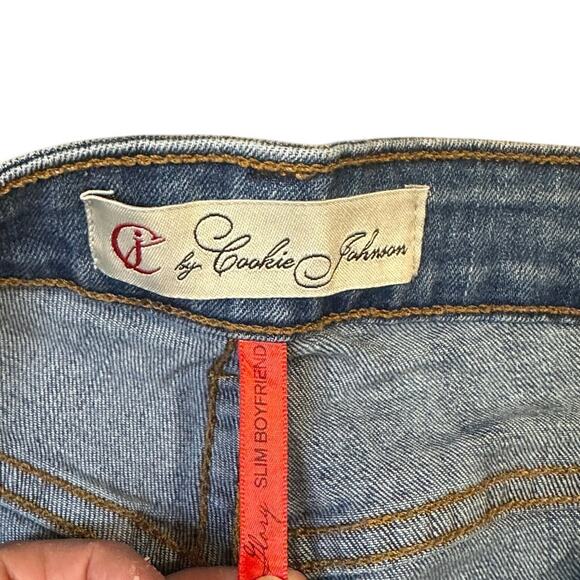 CJ by Cookie Johnson
Glory SLIM BOYFRIEND